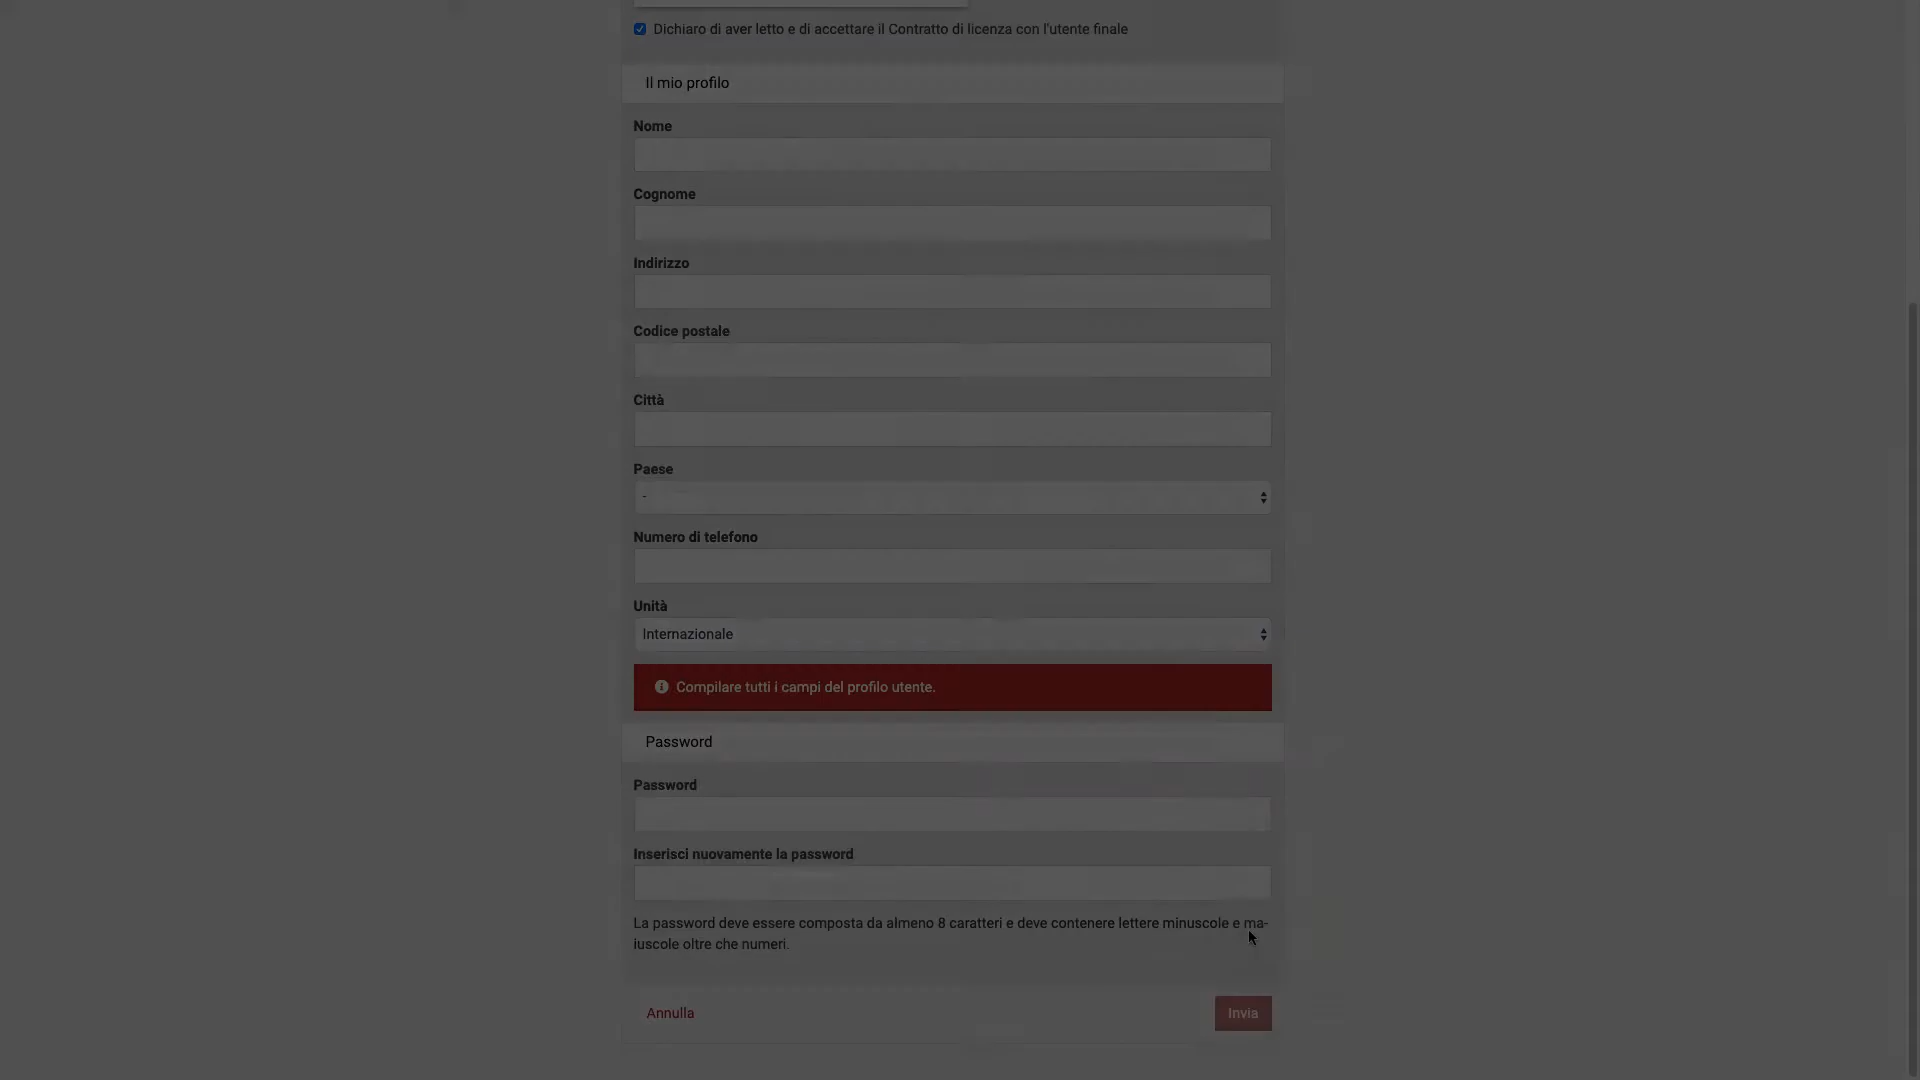 Dichiaro di aver letto e di accettare il Contratto di licenza con l'utente finale
Il mio profilo
Nome
Cognome
Indirizzo
Codice postale
Città
Paese
-
Numero di telefono
Unità
Internazionale
Compilare tutti i campi del profilo utente.
Password
Password
Inserisci nuovamente la password
La password deve essere composta da almeno 8 caratteri e deve contenere lettere minuscole e ma-
iuscole oltre che numeri.
Annulla
Invia